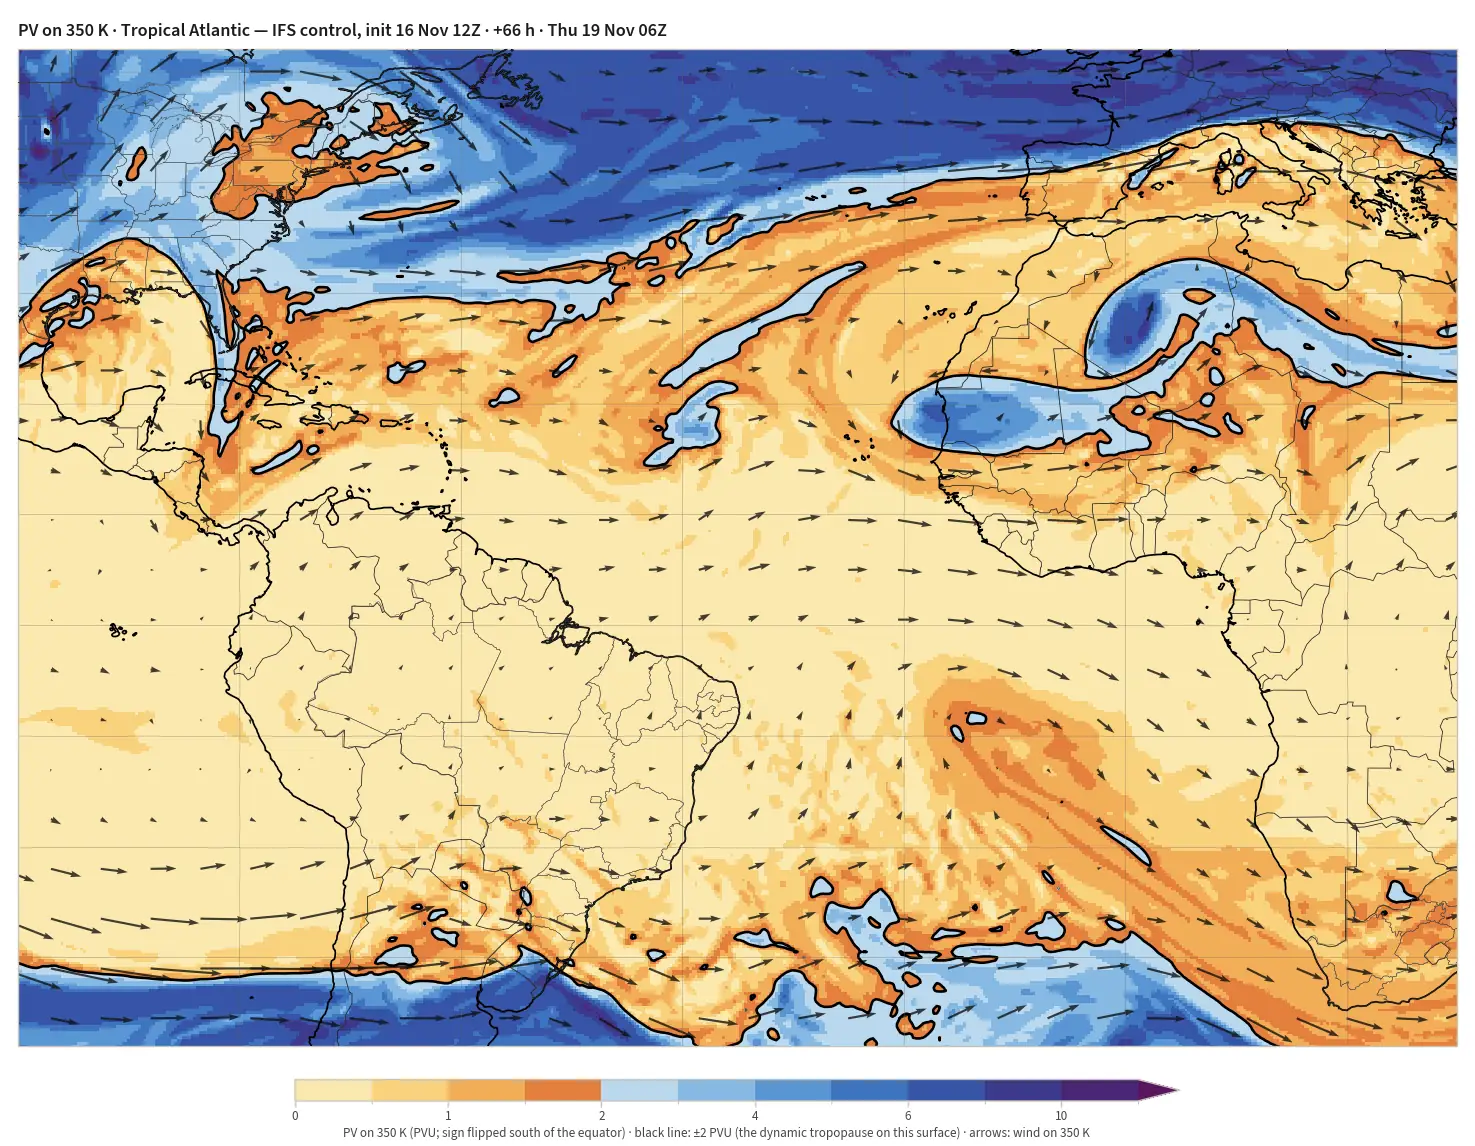 PV on 350 K · Tropical Atlantic — IFS control, init 16 Nov 12Z · +66 h · Thu 19 Nov 06Z
0 1 2 4 6 10
PV on 350 K (PVU; sign flipped south of the equator) · black line: ±2 PVU (the dynamic tropopause on this surface) · arrows: wind on 350 K